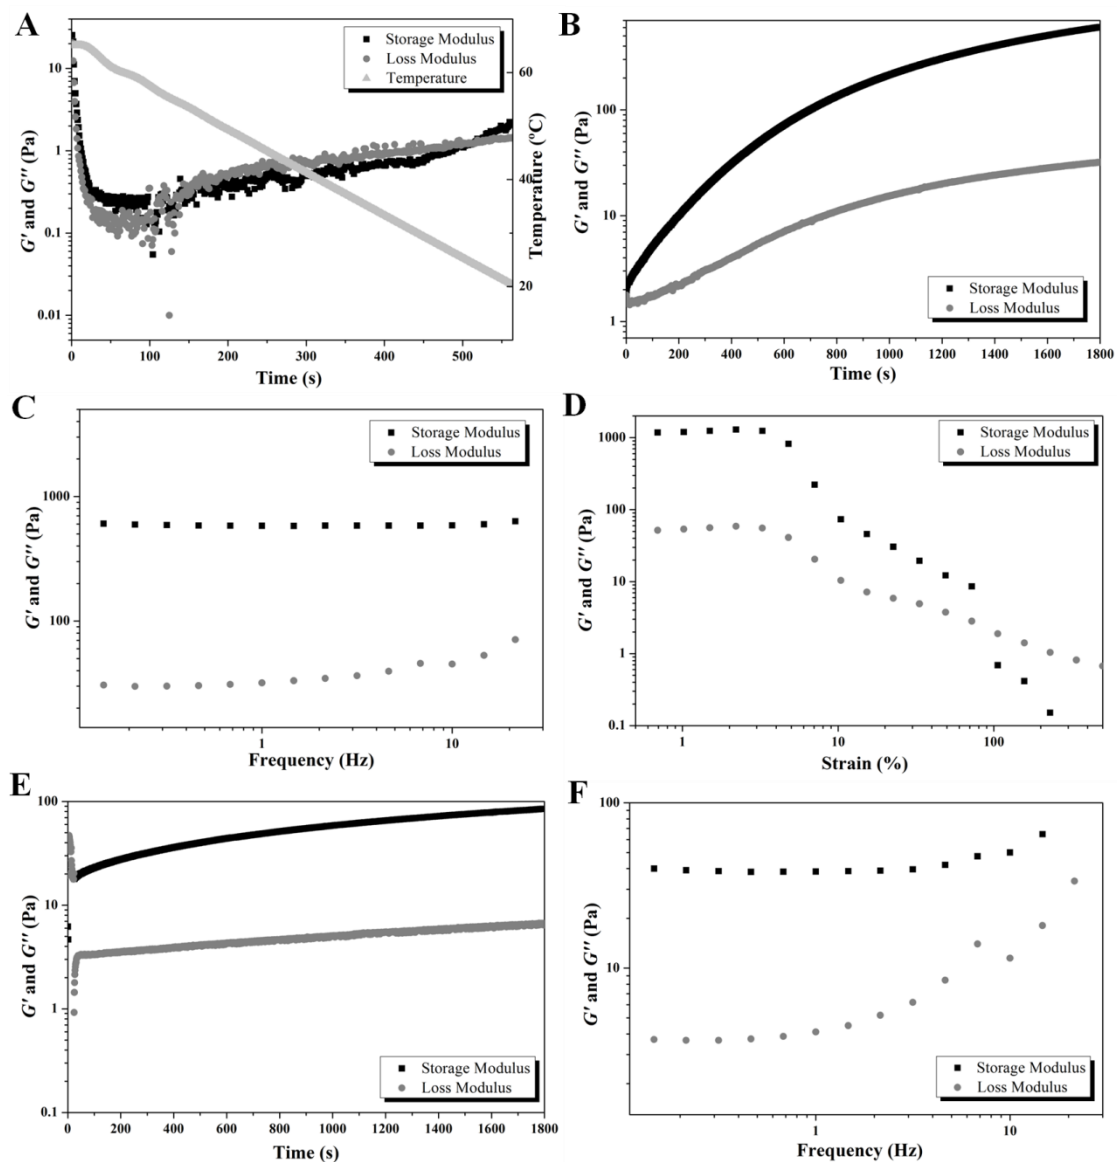 A
Storage Modulus
Loss Modulus
Temperature
10
1
0.1
0.01
G′ and G″ (Pa)
60
40
20
Temperature (°C)
0 100 200 300 400 500
Time (s)
B
100
10
1
G′ and G″ (Pa)
Storage Modulus
Loss Modulus
0 200 400 600 800 1000 1200 1400 1600 1800
Time (s)
C
Storage Modulus
Loss Modulus
1000
100
G′ and G″ (Pa)
1 10
Frequency (Hz)
D
Storage Modulus
Loss Modulus
1000
100
10
1
0.1
G′ and G″ (Pa)
1 10 100
Strain (%)
E
100
10
1
0.1
G′ and G″ (Pa)
Storage Modulus
Loss Modulus
0 200 400 600 800 1000 1200 1400 1600 1800
Time (s)
F
100
10
G′ and G″ (Pa)
Storage Modulus
Loss Modulus
1 10
Frequency (Hz)